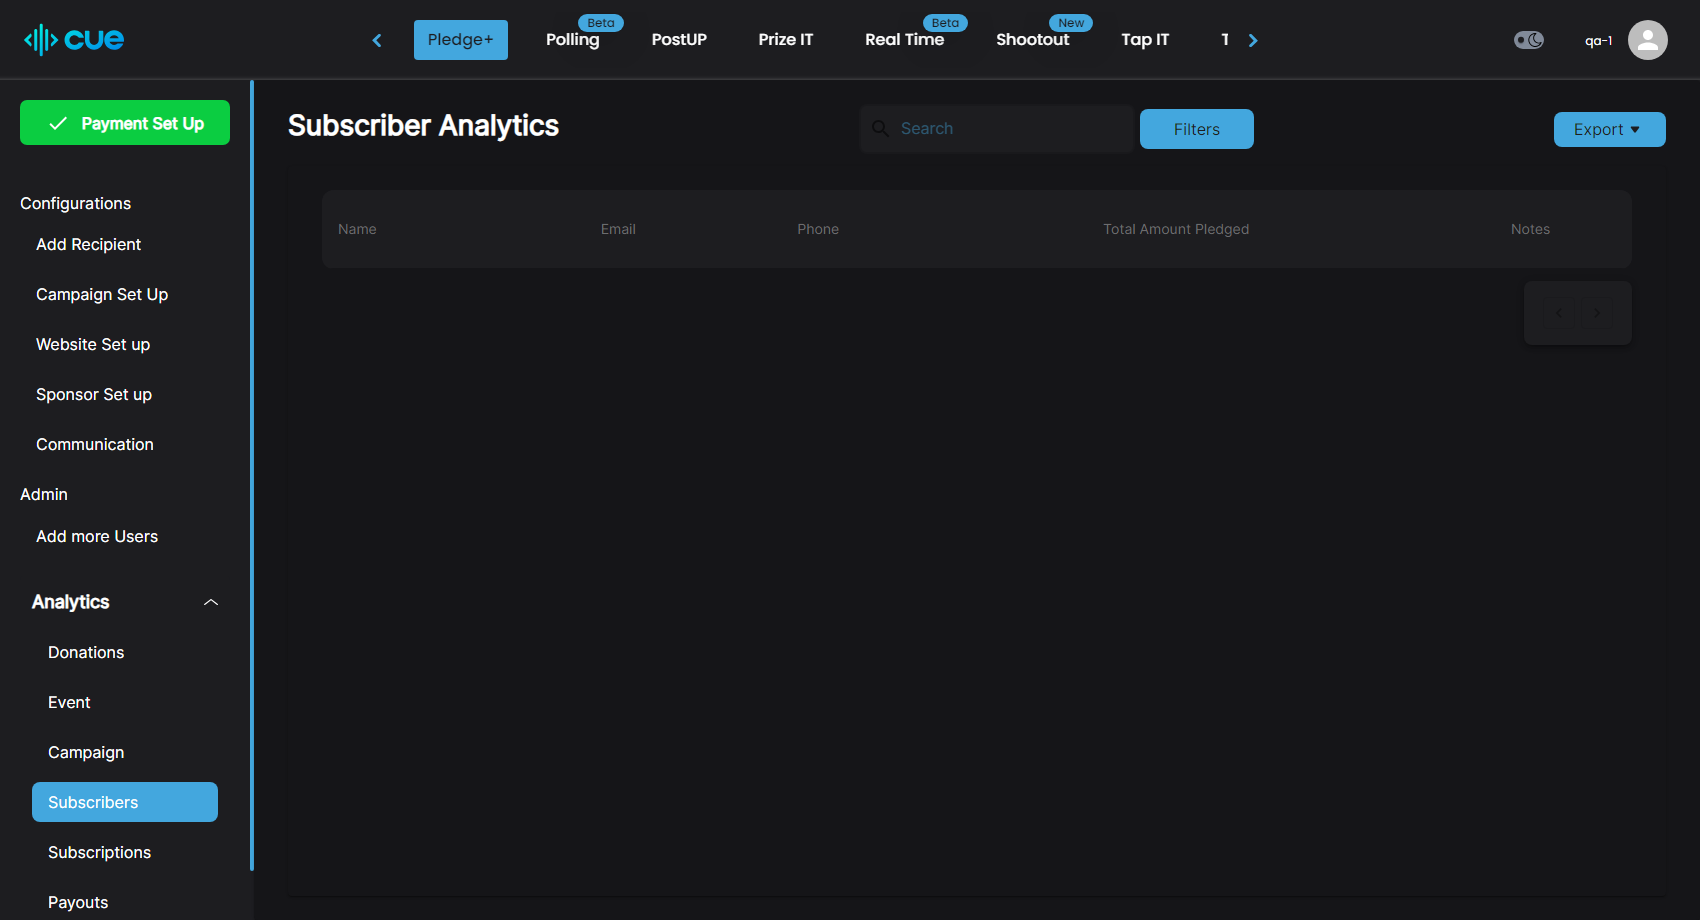 cue
Pledge+
Polling
Beta
PostUP
Prize IT
Real Time
Beta
Shootout
New
Tap IT
T
qa-1
Payment Set Up
Configurations
Add Recipient
Campaign Set Up
Website Set up
Sponsor Set up
Communication
Admin
Add more Users
Analytics
Donations
Event
Campaign
Subscribers
Subscriptions
Payouts
Subscriber Analytics
Search
Filters
Export
Name Email Phone Total Amount Pledged Notes